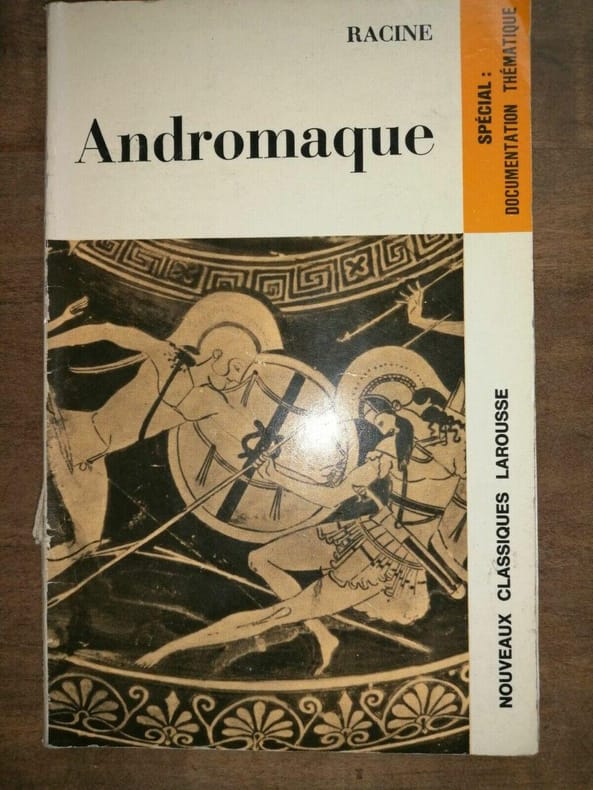 RACINE
Andromaque
SPÉCIAL :
DOCUMENTATION THÉMATIQUE
NOUVEAUX CLASSIQUES LAROUSSE